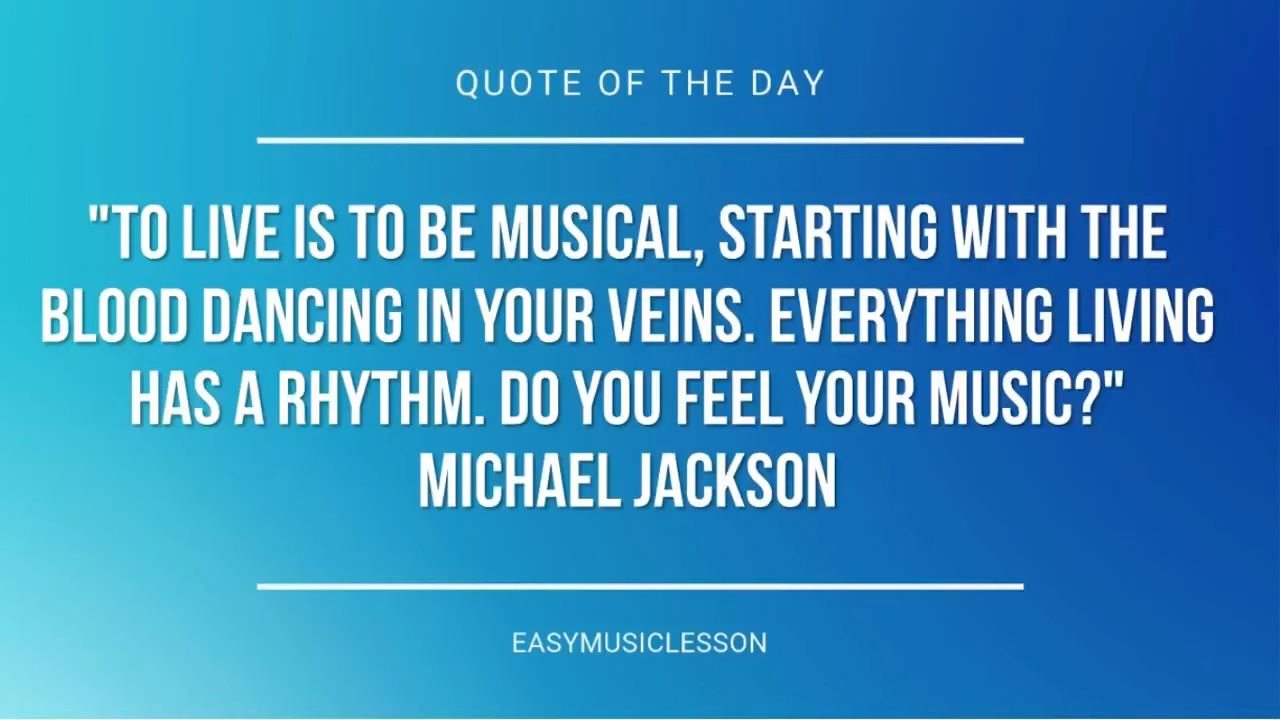 QUOTE OF THE DAY
"TO LIVE IS TO BE MUSICAL, STARTING WITH THE
BLOOD DANCING IN YOUR VEINS. EVERYTHING LIVING
HAS A RHYTHM. DO YOU FEEL YOUR MUSIC?"
MICHAEL JACKSON
EASYMUSICLESSON